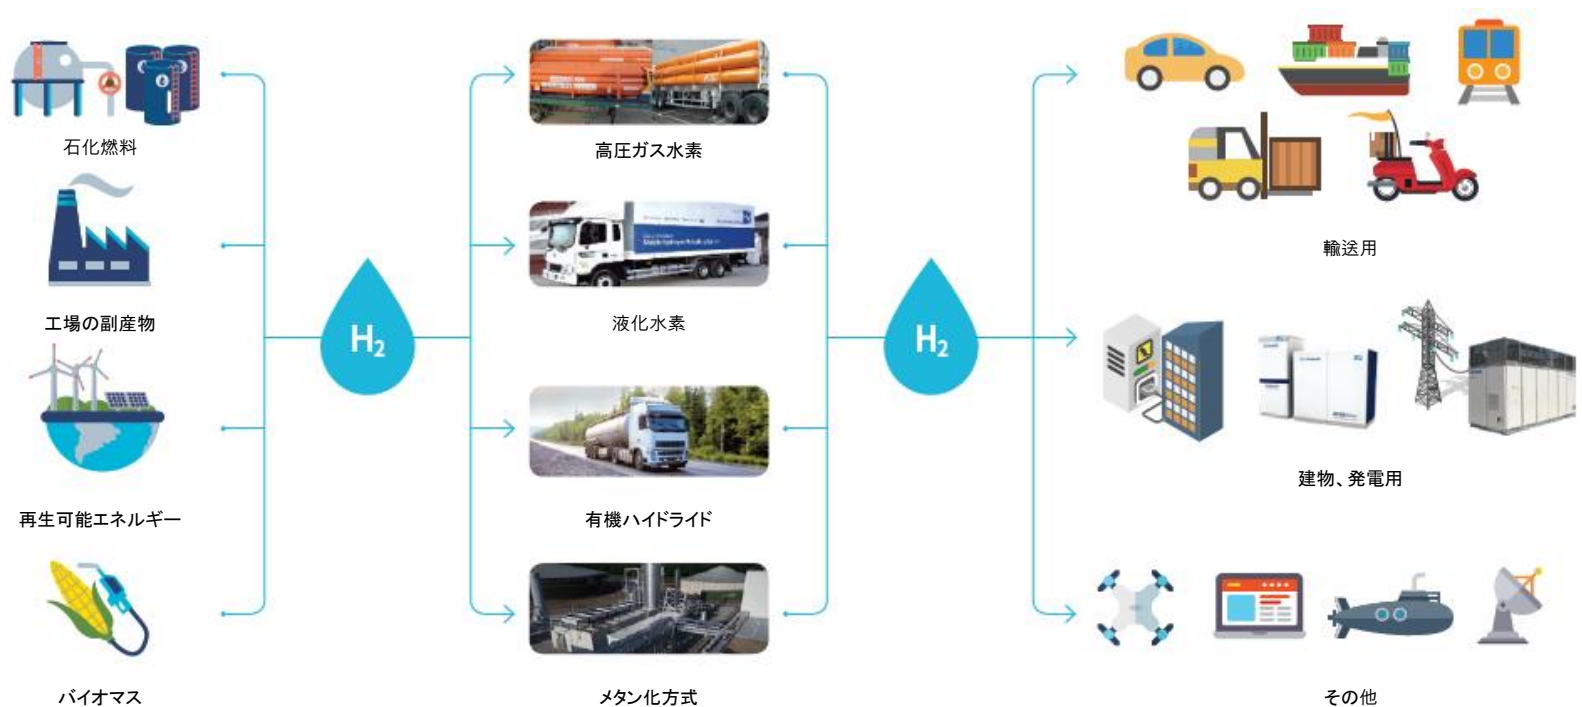 石化燃料
工場の副産物
再生可能エネルギー
バイオマス
H₂
高圧ガス水素
液化水素
有機ハイドライド
メタン化方式
H₂
輸送用
建物、発電用
その他